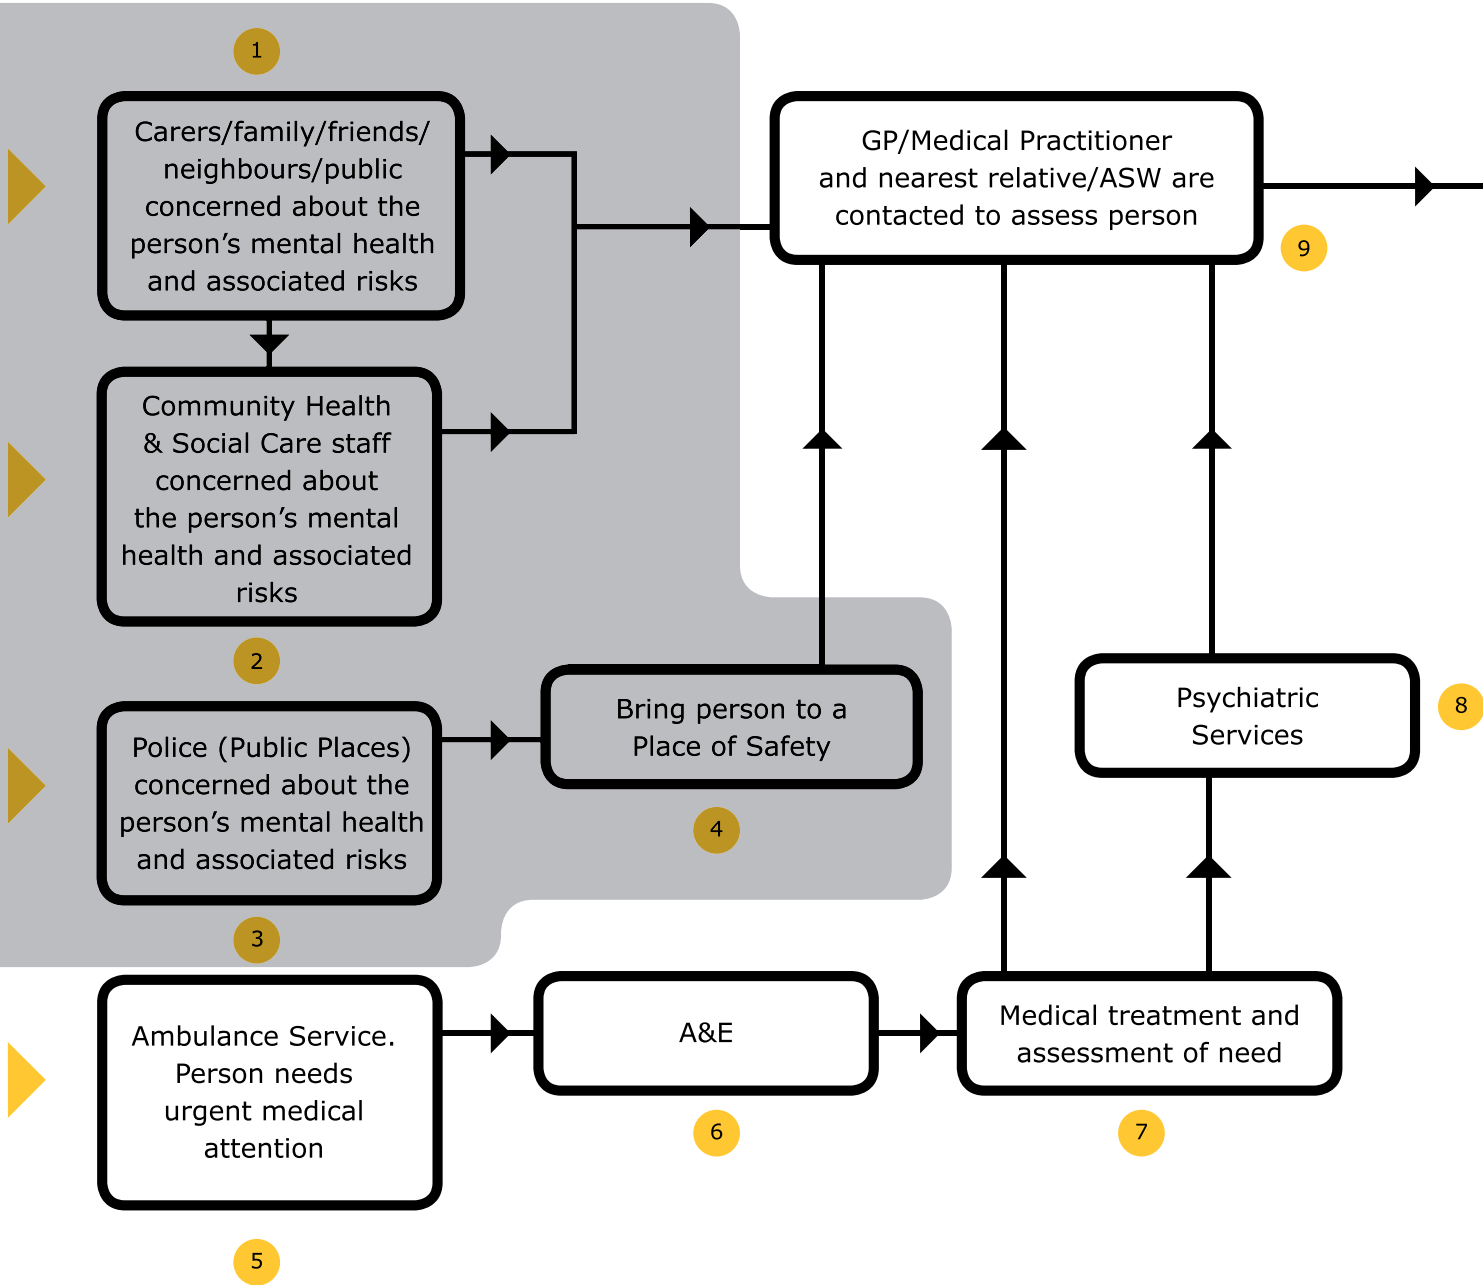 1
Carers/family/friends/
neighbours/public
concerned about the
person’s mental health
and associated risks
Community Health
& Social Care staff
concerned about
the person’s mental
health and associated
risks
2
Police (Public Places)
concerned about the
person’s mental health
and associated risks
3
Bring person to a
Place of Safety
4
Ambulance Service.
Person needs
urgent medical
attention
5
A&E
6
Medical treatment and
assessment of need
7
Psychiatric
Services
8
GP/Medical Practitioner
and nearest relative/ASW are
contacted to assess person
9